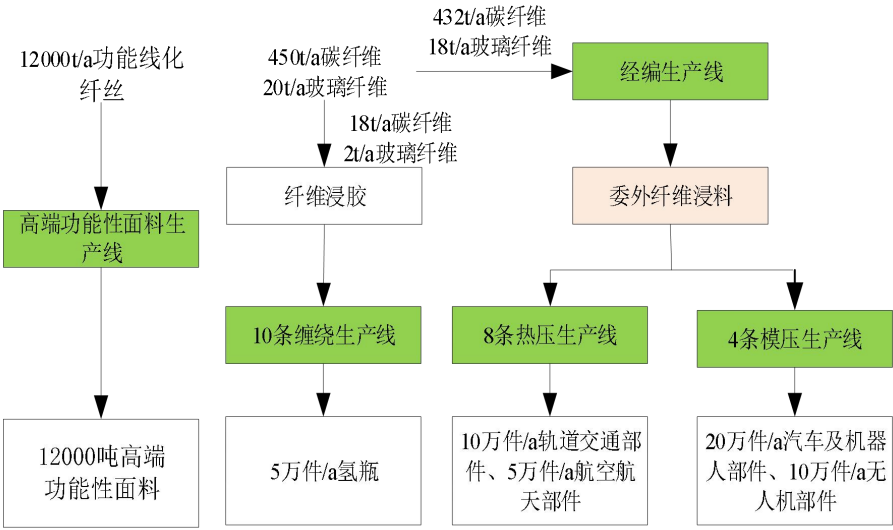 12000t/a功能线化
纤丝
450t/a碳纤维
20t/a玻璃纤维
432t/a碳纤维
18t/a玻璃纤维
经编生产线
18t/a碳纤维
2t/a玻璃纤维
纤维浸胶
委外纤维浸料
高端功能性面料生
产线
10条缠绕生产线
8条热压生产线
4条模压生产线
12000吨高端
功能性面料
5万件/a氢瓶
10万件/a轨道交通部
件、5万件/a航空航
天部件
20万件/a汽车及机器
人部件、10万件/a无
人机部件